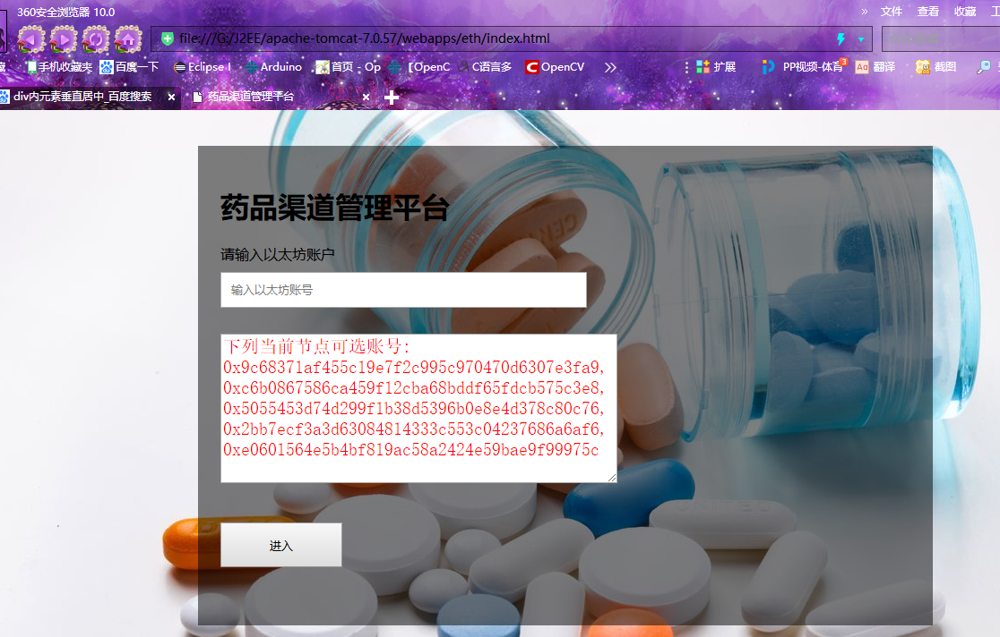 360安全浏览器 10.0
» 文件 查看 收藏 工
file:///G:/J2EE/apache-tomcat-7.0.57/webapps/eth/index.html
藏 手机收藏夹 百度一下 Eclipse I Arduino 首页 - Op 【OpenC C语言多 OpenCV » 扩展 PP视频-体育 3 Aa 翻译 截图
div内元素垂直居中_百度搜索 × 药品渠道管理平台 ×
药品渠道管理平台
请输入以太坊账户
输入以太坊账号
下列当前节点可选账号:
0x9c68371af455c19e7f2c995c970470d6307e3fa9,
0xc6b0867586ca459f12cba68bddf65fdcb575c3e8,
0x5055453d74d299f1b38d5396b0e8e4d378c80c76,
0x2bb7ecf3a3d63084814333c553c04237686a6af6,
0xe0601564e5b4bf819ac58a2424e59bae9f99975c
进入